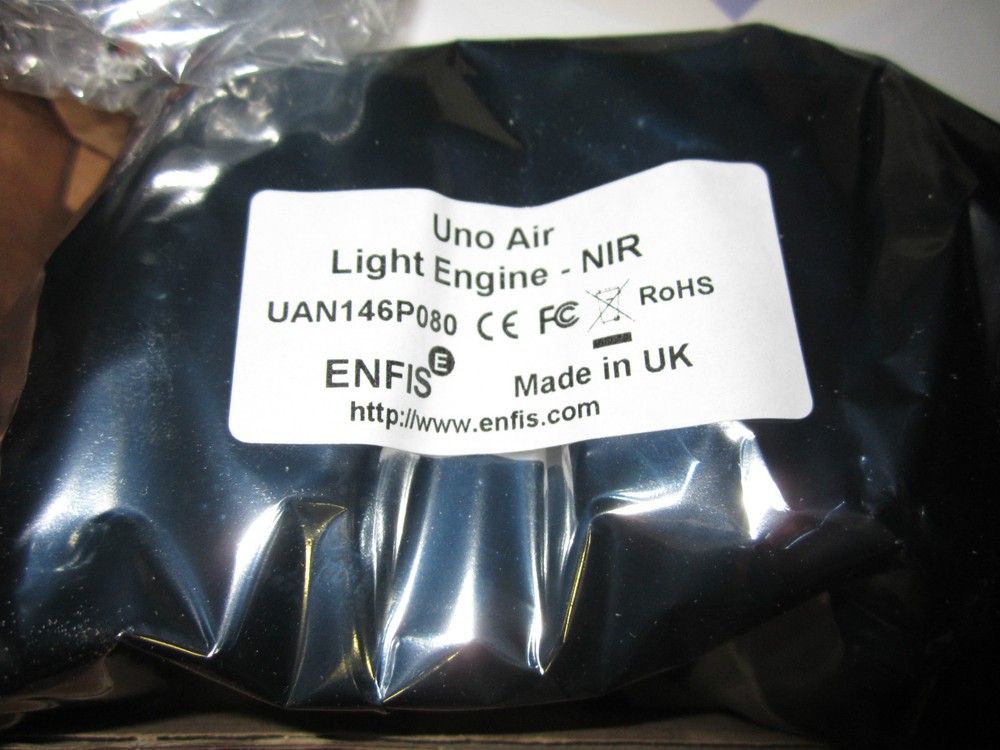 Uno Air
Light Engine - NIR
UAN146P080 CE FC RoHS
ENFIS E Made in UK
http://www.enfis.com